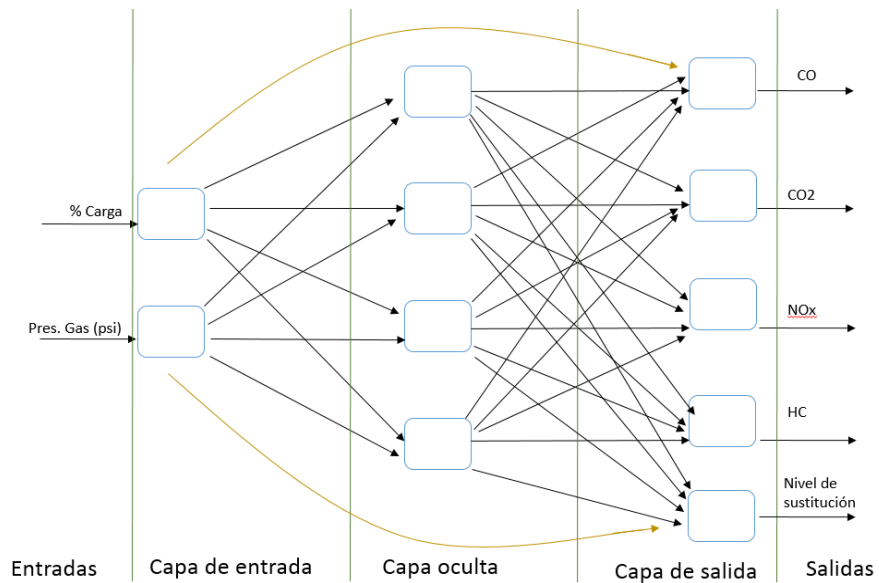 % Carga
Pres. Gas (psi)
CO
CO2
NOx
HC
Nivel de
sustitución
Entradas
Capa de entrada
Capa oculta
Capa de salida
Salidas